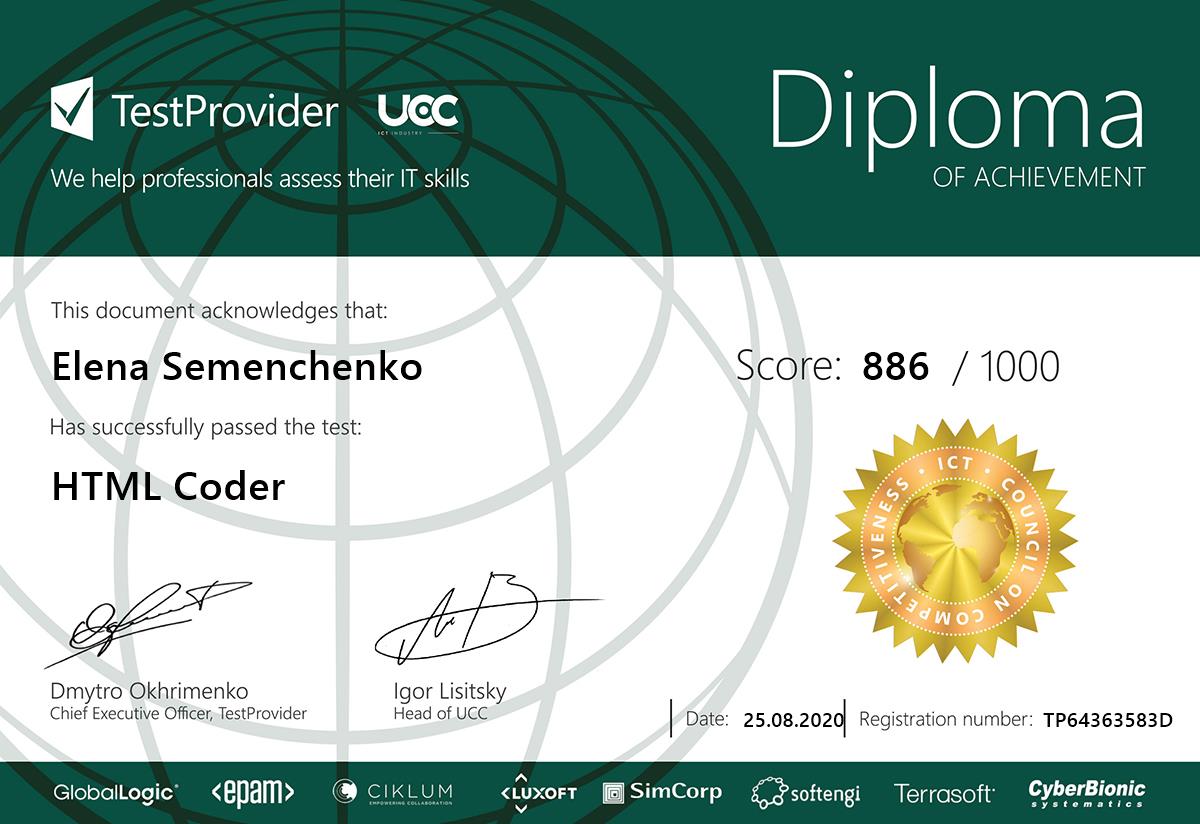 TestProvider
UCC
ICT INDUSTRY
We help professionals assess their IT skills
Diploma
OF ACHIEVEMENT
This document acknowledges that:
Elena Semenchenko
Score: 886 / 1000
Has successfully passed the test:
HTML Coder
ICT • COUNCIL ON COMPETITIVENESS •
Dmytro Okhrimenko
Chief Executive Officer, TestProvider
Igor Lisitsky
Head of UCC
Date: 25.08.2020
Registration number: TP64363583D
GlobalLogic
<epam>
CIKLUM
EMPOWERING COLLABORATION
LUXOFT
SimCorp
softengi
Terrasoft
CyberBionic
systematics